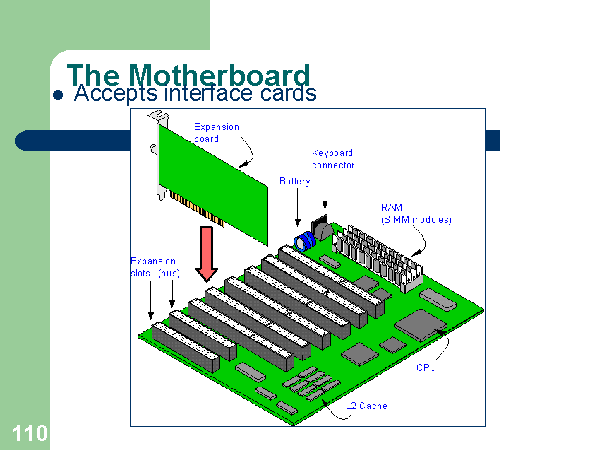 The Motherboard
Accepts interface cards
Expansion
board
Keyboard
connector
Battery
RAM
(SIMM modules)
Expansion
slots (bus)
CPU
L2 Cache
110